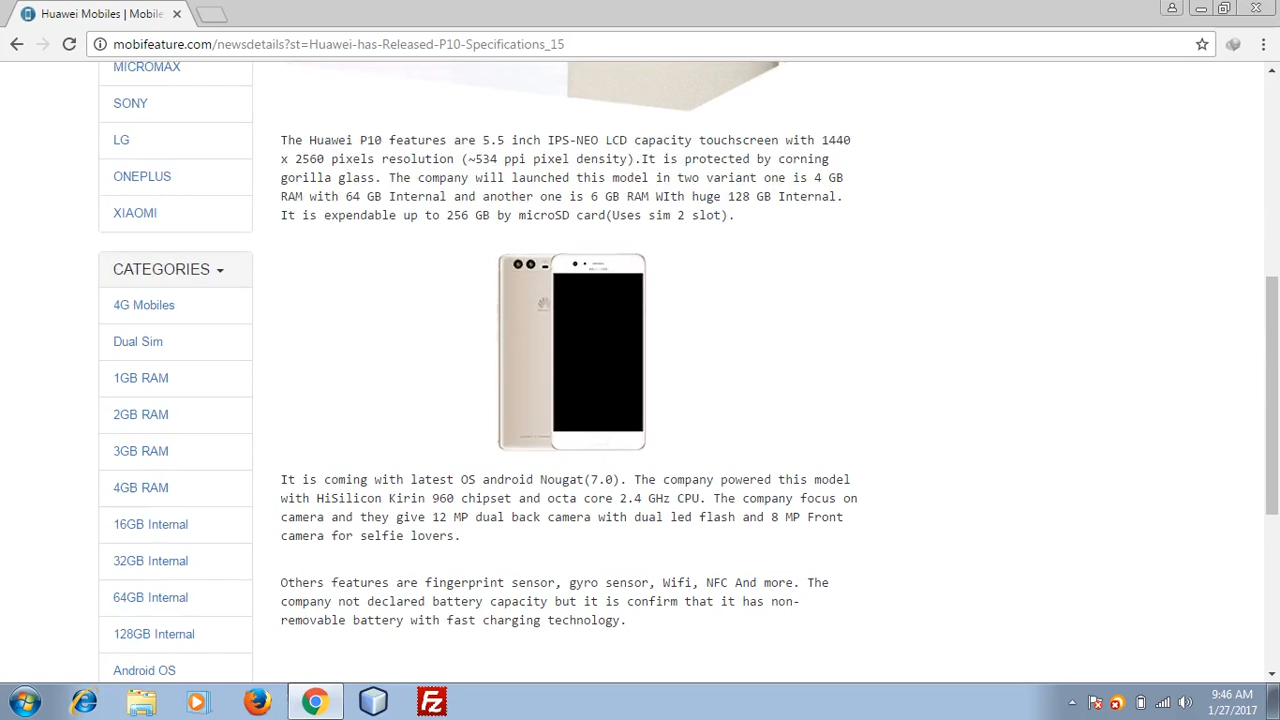 Huawei Mobiles | Mobile
mobifeature.com/newsdetails?st=Huawei-has-Released-P10-Specifications_15
MICROMAX
SONY
LG
ONEPLUS
XIAOMI
CATEGORIES
4G Mobiles
Dual Sim
1GB RAM
2GB RAM
3GB RAM
4GB RAM
16GB Internal
32GB Internal
64GB Internal
128GB Internal
Android OS
The Huawei P10 features are 5.5 inch IPS-NEO LCD capacity touchscreen with 1440
x 2560 pixels resolution (~534 ppi pixel density).It is protected by corning
gorilla glass. The company will launched this model in two variant one is 4 GB
RAM with 64 GB Internal and another one is 6 GB RAM WIth huge 128 GB Internal.
It is expendable up to 256 GB by microSD card(Uses sim 2 slot).
It is coming with latest OS android Nougat(7.0). The company powered this model
with HiSilicon Kirin 960 chipset and octa core 2.4 GHz CPU. The company focus on
camera and they give 12 MP dual back camera with dual led flash and 8 MP Front
camera for selfie lovers.
Others features are fingerprint sensor, gyro sensor, Wifi, NFC And more. The
company not declared battery capacity but it is confirm that it has non-
removable battery with fast charging technology.
9:46 AM
1/27/2017